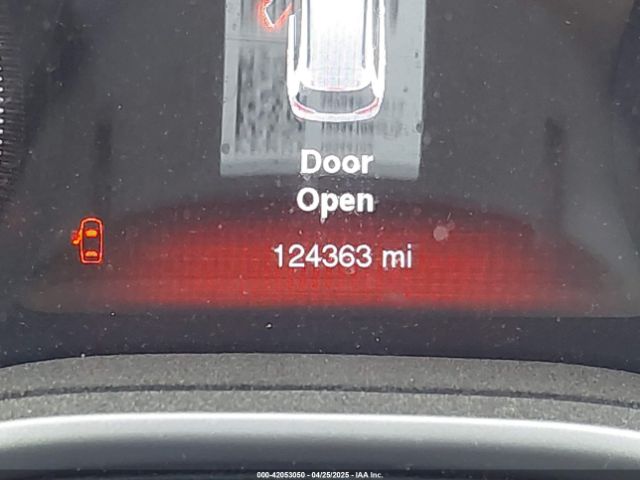 Door
Open
124363 mi
000-42053050 - 04/25/2025 - IAA Inc.